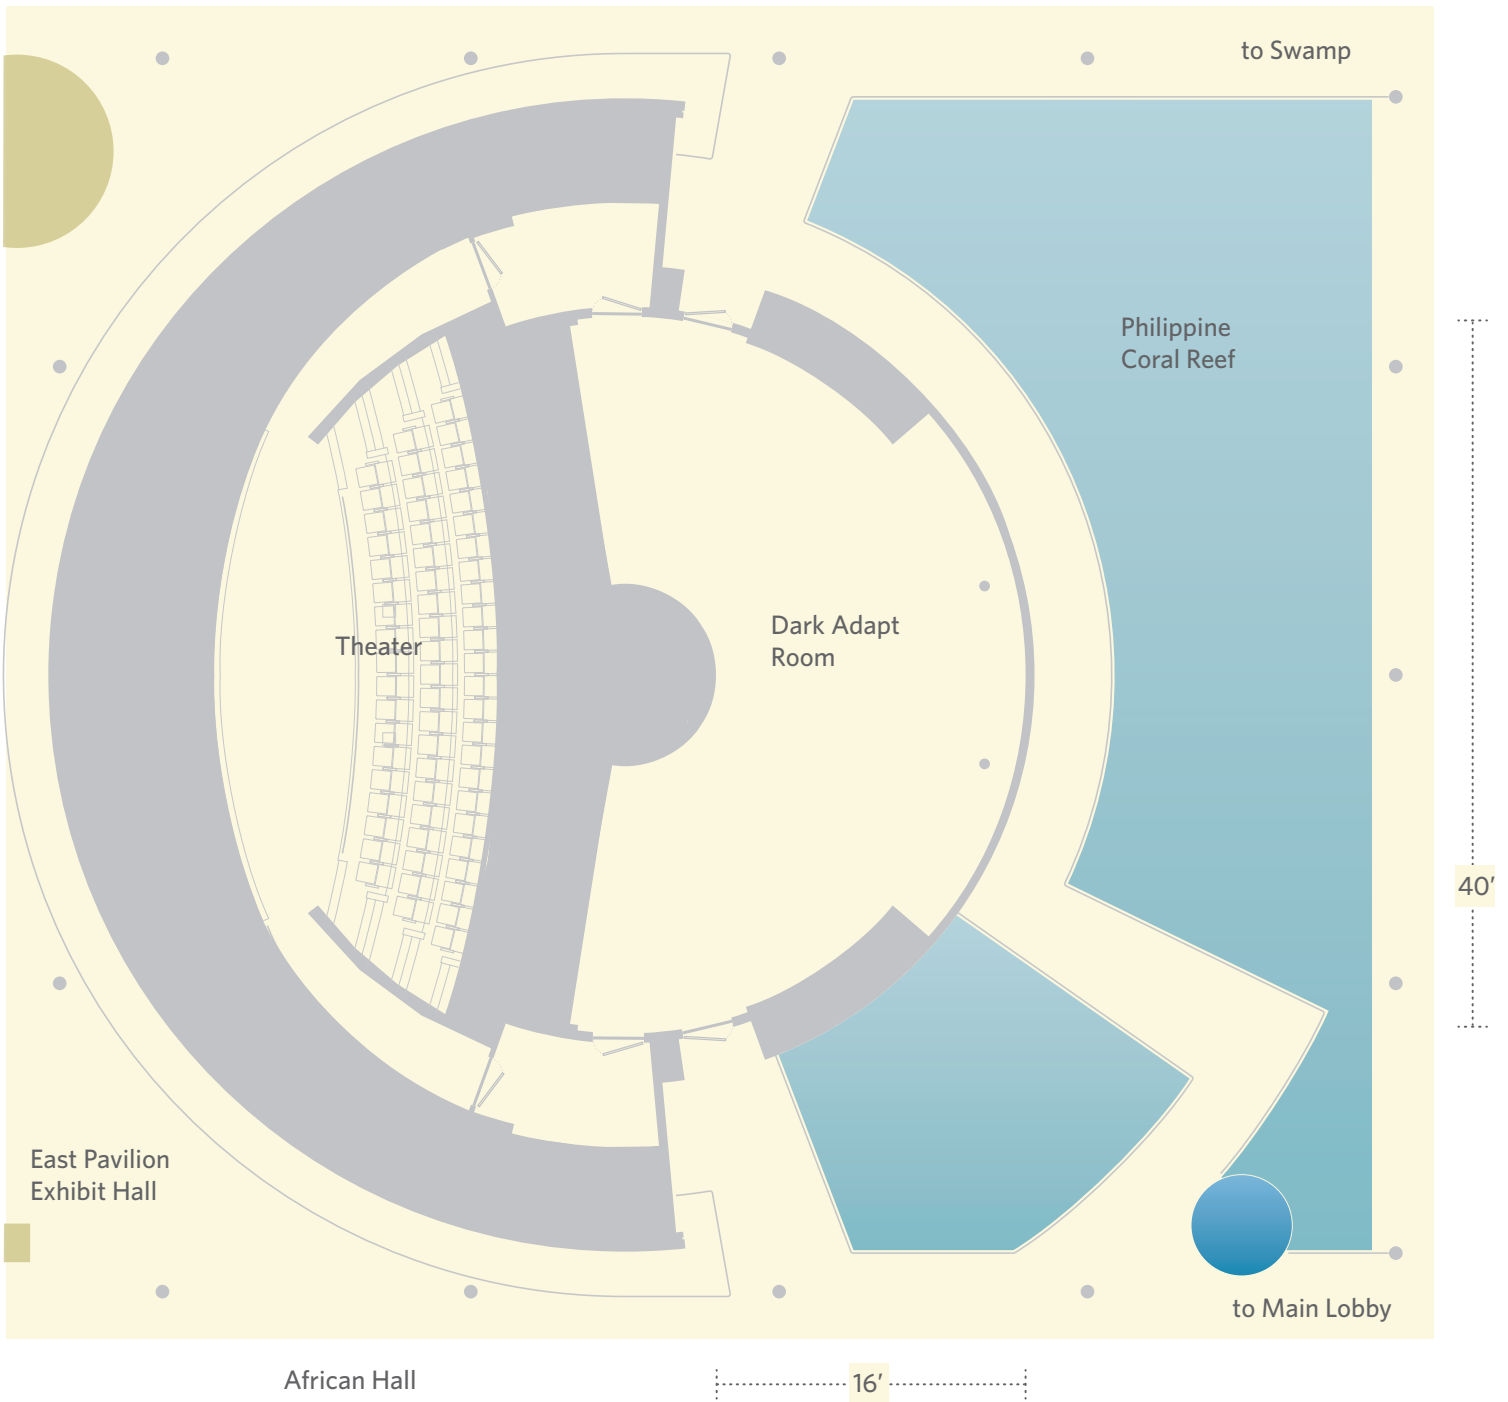 to Swamp
Philippine
Coral Reef
Theater
Dark Adapt
Room
40′
East Pavilion
Exhibit Hall
to Main Lobby
African Hall
16′